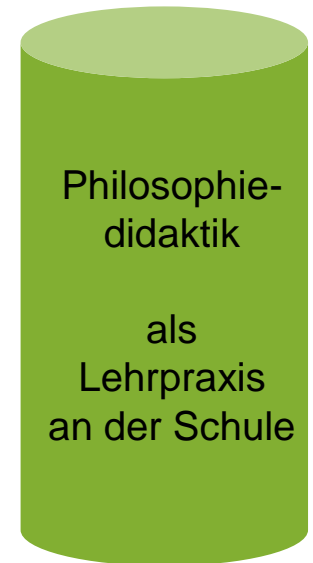 Philosophie-
didaktik
als
Lehrpraxis
an der Schule